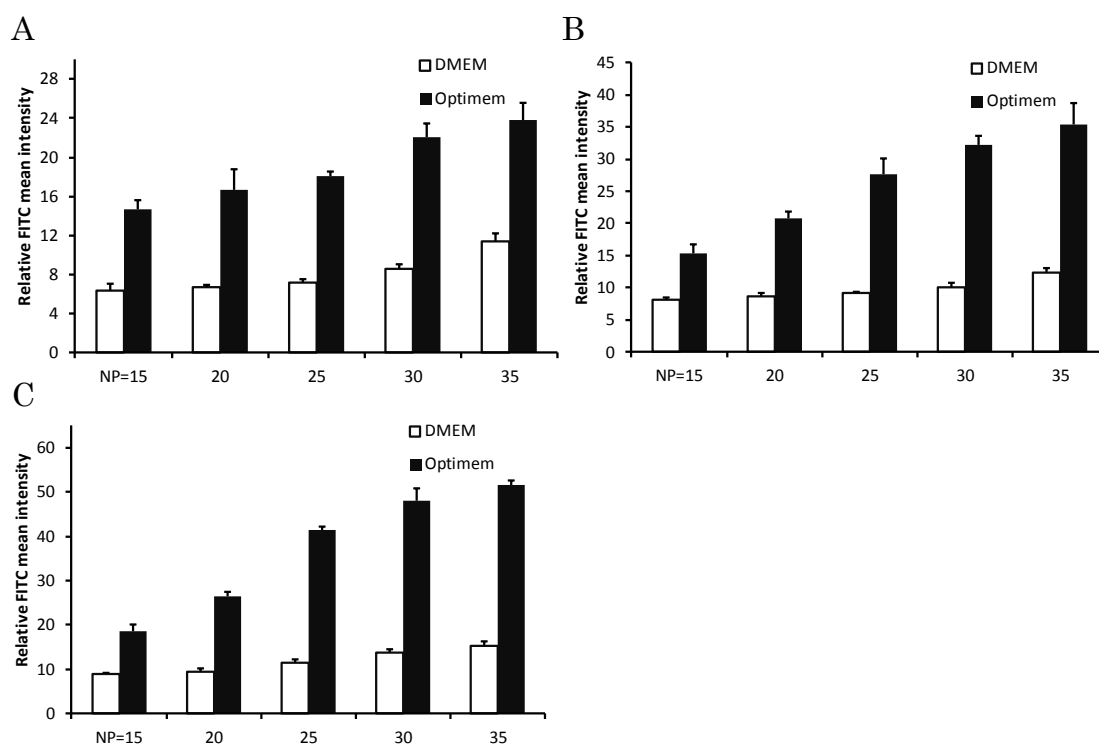 A
Relative FITC mean intensity
28
24
20
16
12
8
4
0
DMEM
Optimem
NP=15 20 25 30 35
B
Relative FITC mean intensity
45
40
35
30
25
20
15
10
5
0
DMEM
Optimem
NP=15 20 25 30 35
C
Relative FITC mean intensity
60
50
40
30
20
10
0
DMEM
Optimem
NP=15 20 25 30 35